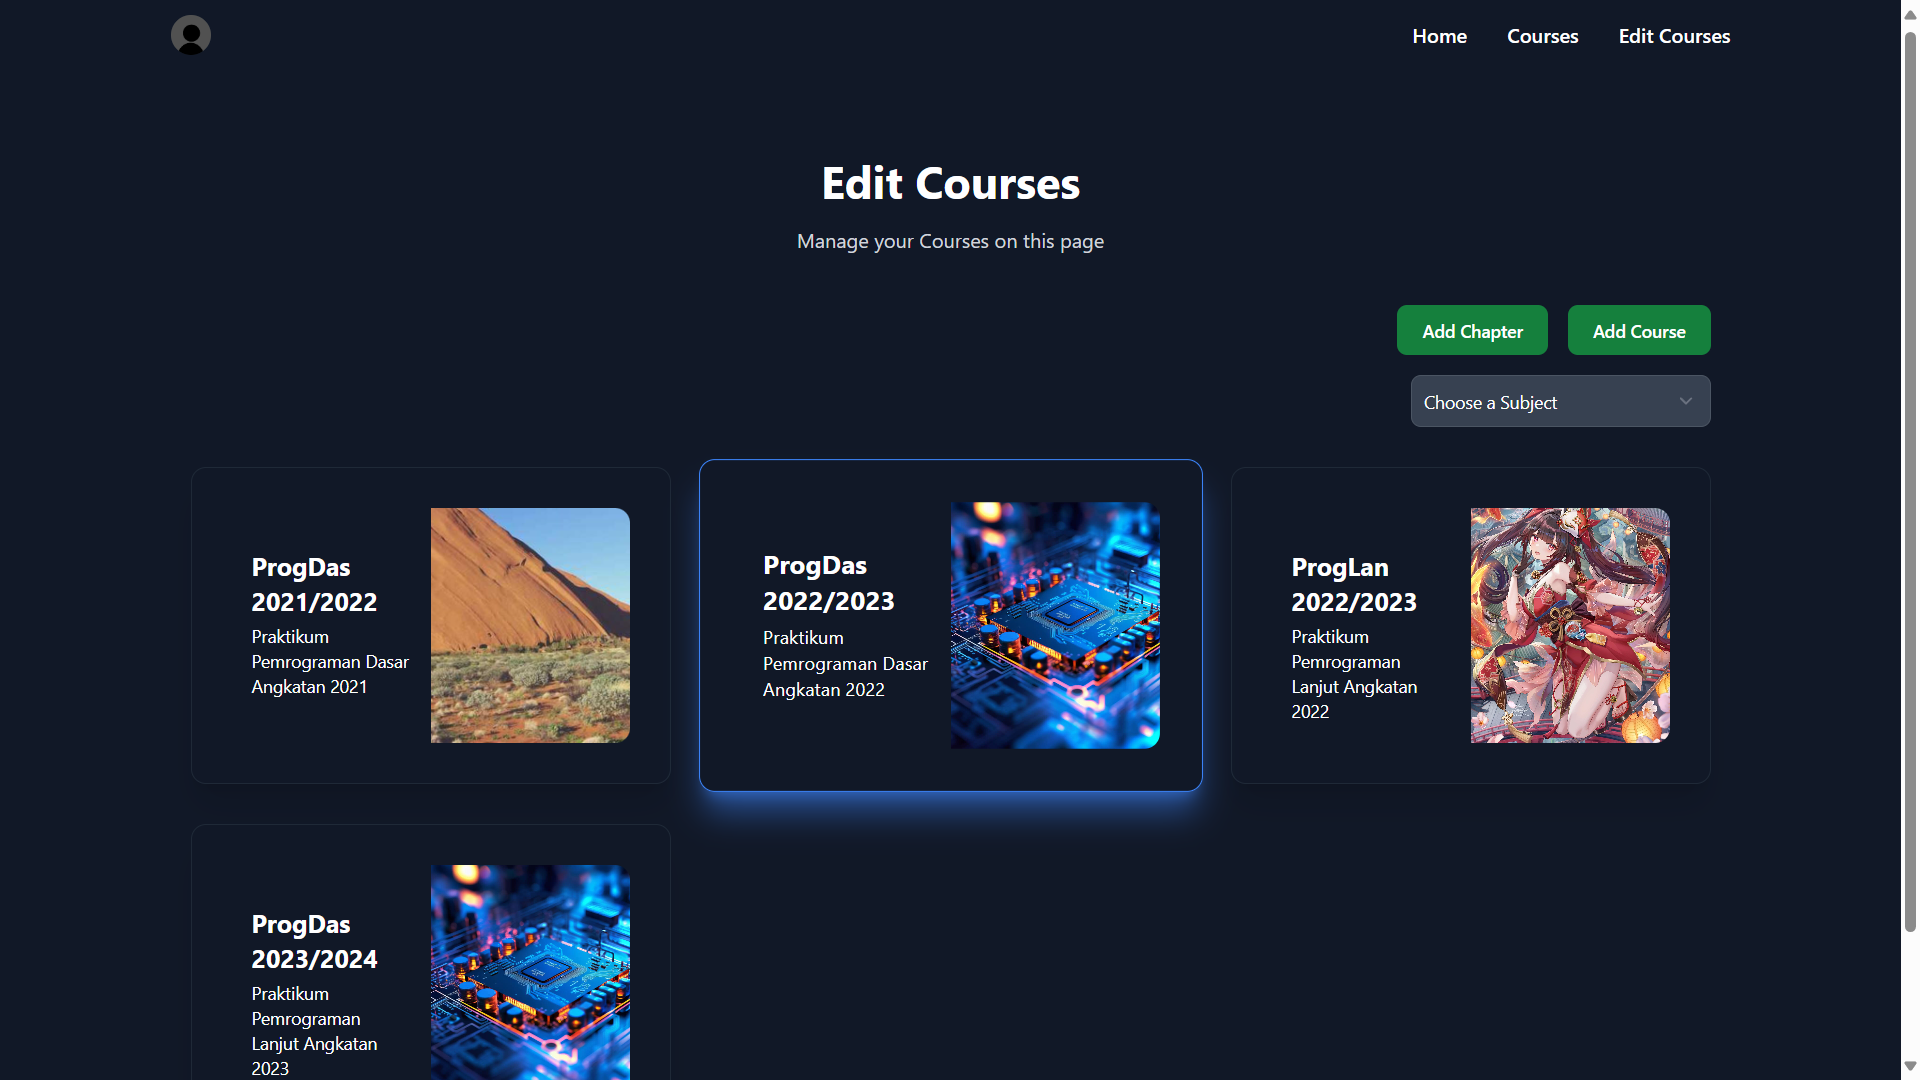 Home Courses Edit Courses
Edit Courses
Manage your Courses on this page
Add Chapter Add Course
Choose a Subject
ProgDas
2021/2022
Praktikum
Pemrograman Dasar
Angkatan 2021
ProgDas
2022/2023
Praktikum
Pemrograman Dasar
Angkatan 2022
ProgLan
2022/2023
Praktikum
Pemrograman
Lanjut Angkatan
2022
ProgDas
2023/2024
Praktikum
Pemrograman
Lanjut Angkatan
2023